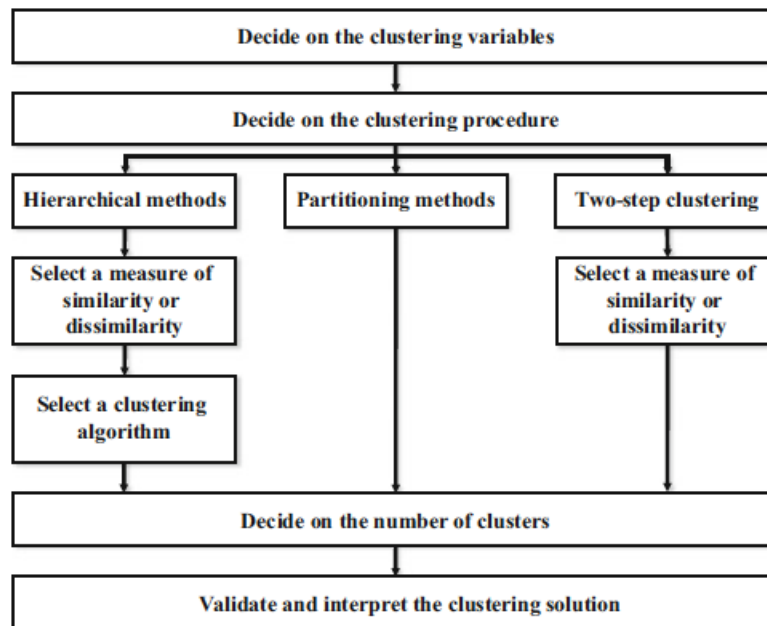 Decide on the clustering variables
Decide on the clustering procedure
Hierarchical methods
Partitioning methods
Two-step clustering
Select a measure of
similarity or
dissimilarity
Select a measure of
similarity or
dissimilarity
Select a clustering
algorithm
Decide on the number of clusters
Validate and interpret the clustering solution